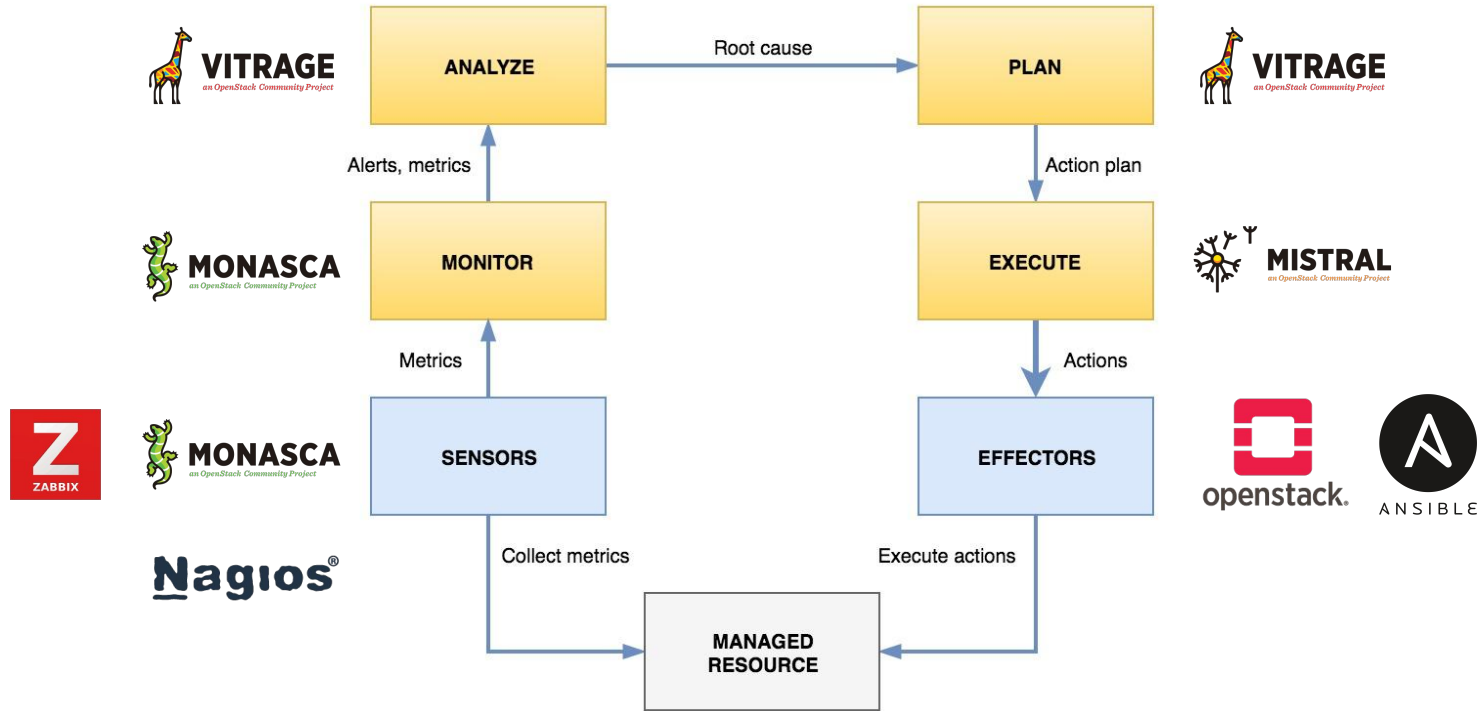 VITRAGE
an OpenStack Community Project
ANALYZE
Root cause
PLAN
VITRAGE
an OpenStack Community Project
Alerts, metrics
Action plan
MONASCA
an OpenStack Community Project
MONITOR
EXECUTE
MISTRAL
an OpenStack Community Project
Metrics
Actions
Z
ZABBIX
MONASCA
an OpenStack Community Project
SENSORS
EFFECTORS
openstack.
ANSIBLE
Nagios®
Collect metrics
Execute actions
MANAGED
RESOURCE